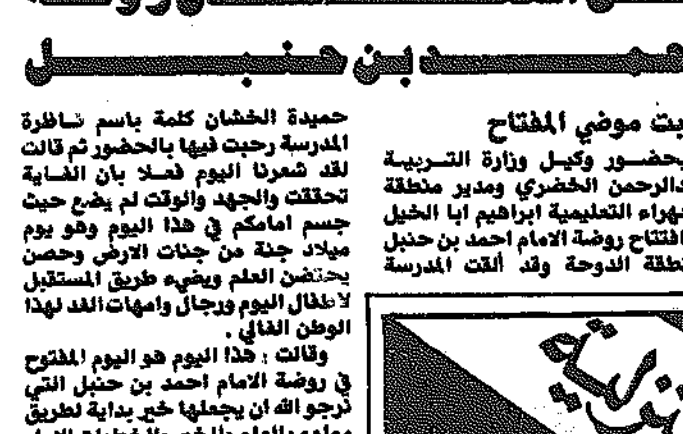 حمد بن حنبل
كتبت موضي المفتاح
بحضور وكيل وزارة التربية
عبدالرحمن الخضري ومدير منطقة
الجهراء التعليمية ابراهيم ابا الخيل
افتتاح روضة الامام احمد بن حنبل
منطقة الدوحة وقد ألقت المدرسة
حميدة الخشان كلمة باسم ناظرة
المدرسة رحبت فيها بالحضور ثم قالت
لقد شعرنا اليوم فعلا بان الغاية
تحققت والجهد والوقت لم يضع حيث
جسم امامكم في هذا اليوم وهو يوم
ميلاد جنة من جنات الارض وحصن
يحتضن العلم ويضيء طريق المستقبل
لاطفال اليوم ورجال وامهات الغد لهذا
الوطن الغالي .
وقالت : هذا اليوم هو اليوم المفتوح
في روضة الامام احمد بن حنبل التي
نرجو الله ان يجعلها خير بداية لطريق